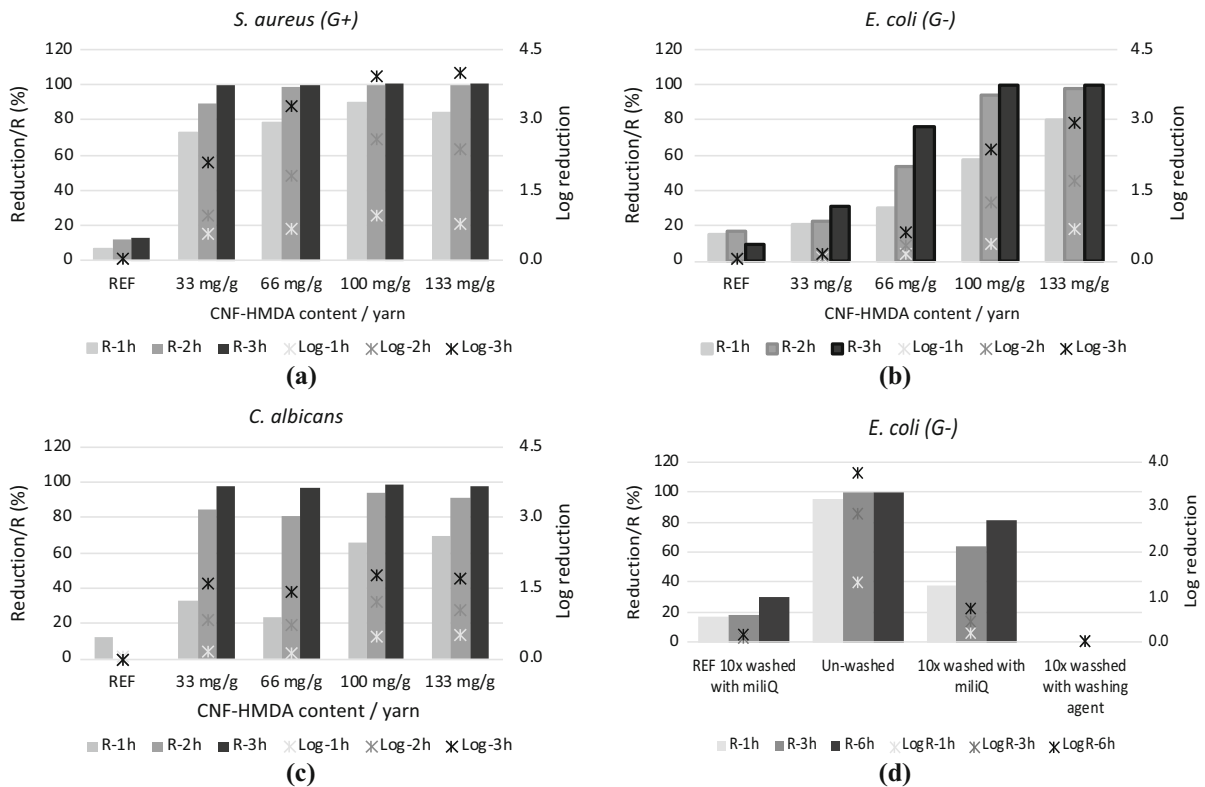 S. aureus (G+)
120
100
80
60
40
20
0
Reduction/R (%)
4.5
3.0
1.5
0.0
Log reduction
REF 33 mg/g 66 mg/g 100 mg/g 133 mg/g
CNF-HMDA content / yarn
R-1h R-2h R-3h Log-1h Log-2h Log-3h
(a)
E. coli (G-)
120
100
80
60
40
20
0
Reduction/R (%)
4.5
3.0
1.5
0.0
Log reduction
REF 33 mg/g 66 mg/g 100 mg/g 133 mg/g
CNF-HMDA content / yarn
R-1h R-2h R-3h Log-1h Log-2h Log-3h
(b)
C. albicans
120
100
80
60
40
20
0
Reduction/R (%)
4.5
3.0
1.5
0.0
Log reduction
REF 33 mg/g 66 mg/g 100 mg/g 133 mg/g
CNF-HMDA content / yarn
R-1h R-2h R-3h Log-1h Log-2h Log-3h
(c)
E. coli (G-)
120
100
80
60
40
20
0
Reduction/R (%)
4.0
3.0
2.0
1.0
0.0
Log reduction
REF 10x washed
with miliQ
Un-washed
10x washed with
miliQ
10x wasshed
with washing
agent
R-1h R-3h R-6h LogR-1h LogR-3h LogR-6h
(d)